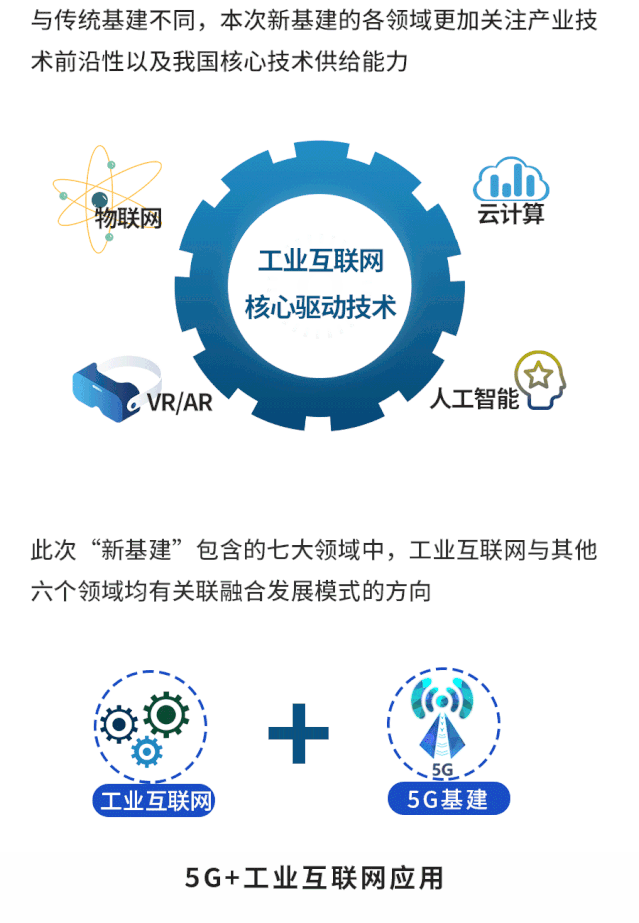 与传统基建不同，本次新基建的各领域更加关注产业技
术前沿性以及我国核心技术供给能力
物联网
云计算
工业互联网
核心驱动技术
VR/AR
人工智能
此次“新基建”包含的七大领域中，工业互联网与其他
六个领域均有关联融合发展模式的方向
5G
工业互联网
5G基建
5G+工业互联网应用